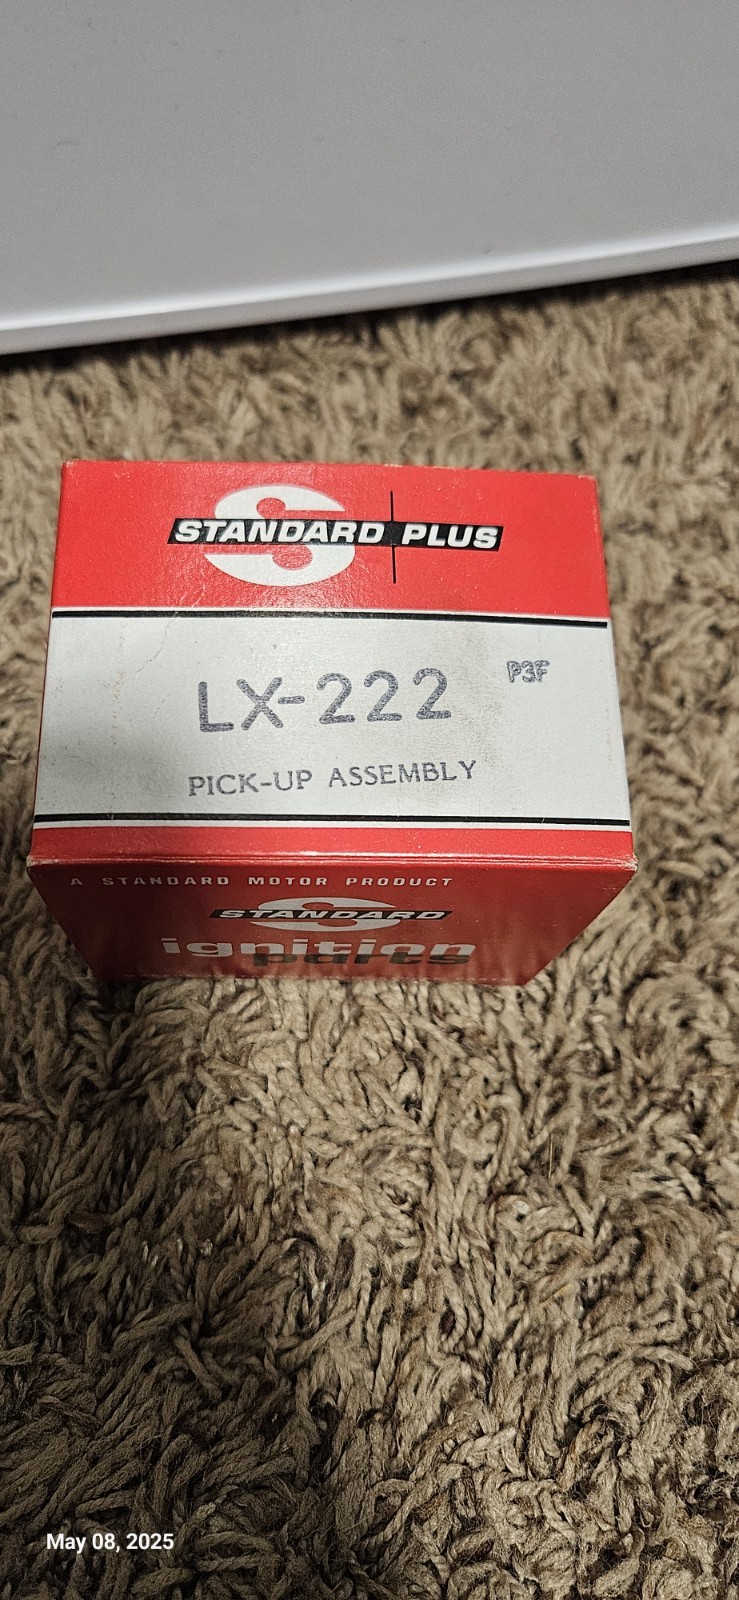 STANDARD PLUS
P3F
LX-222
PICK-UP ASSEMBLY
A STANDARD MOTOR PRODUCT
STANDARD
ignition
parts
May 08, 2025